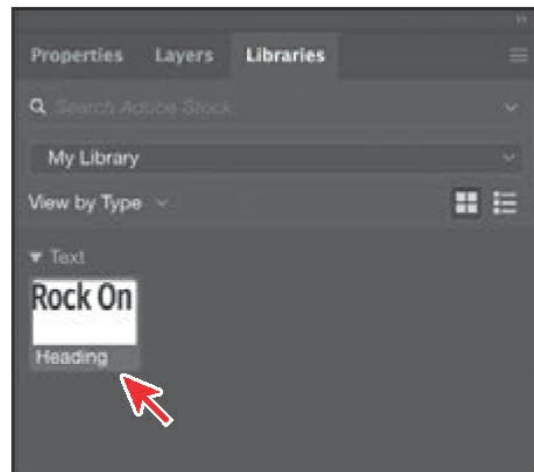 Properties Layers Libraries
Search Adobe Stock
My Library
View by Type
Text
Rock On
Heading